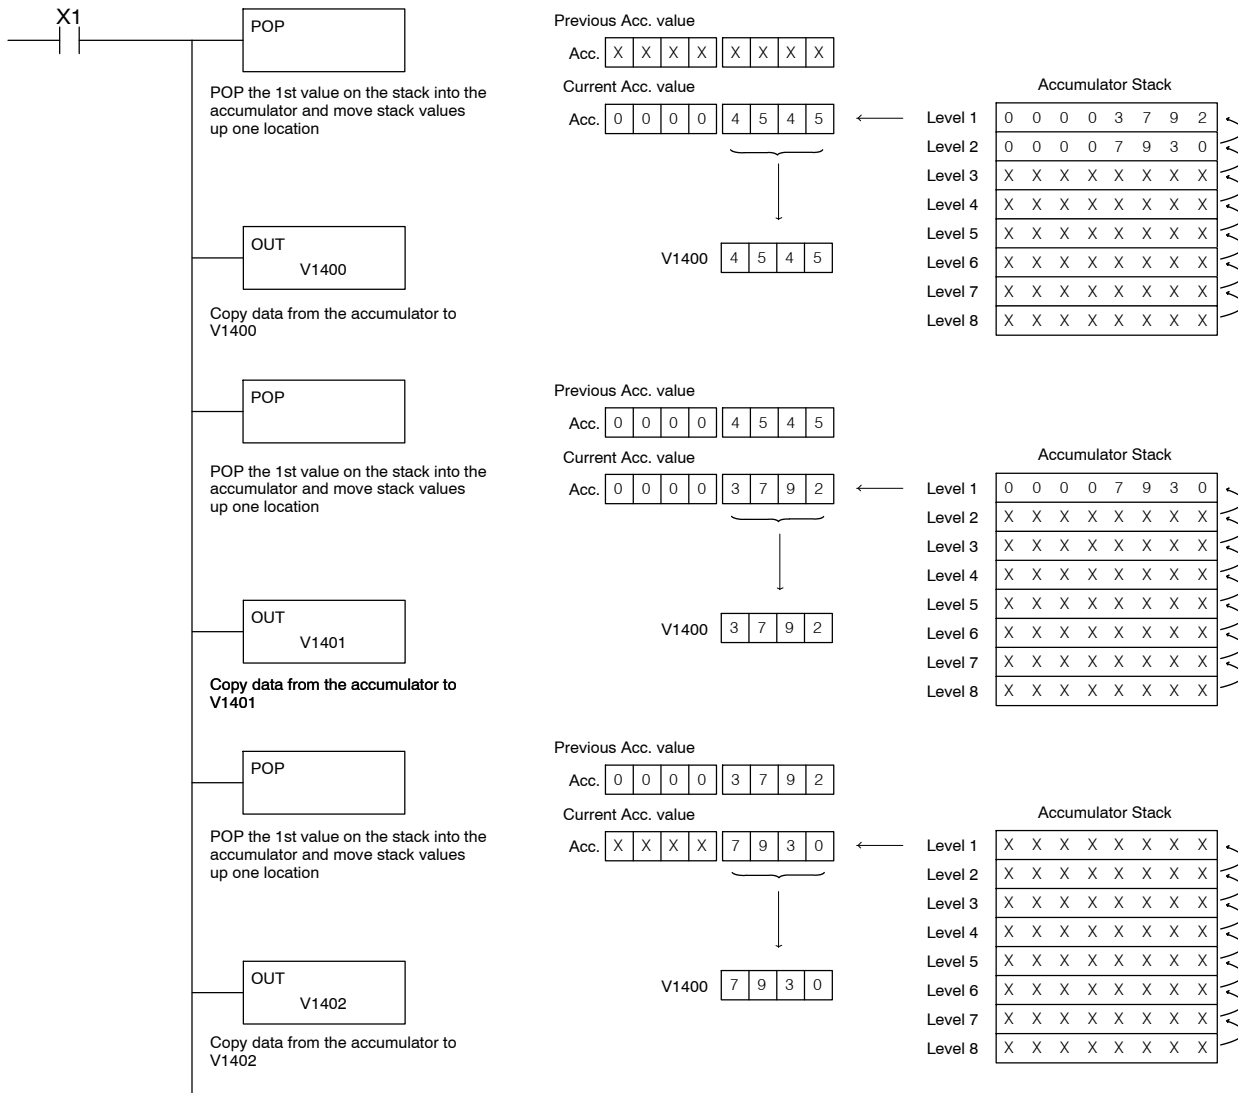 X1
POP
POP the 1st value on the stack into the
accumulator and move stack values
up one location
Previous Acc. value
Acc. X X X X X X X X
Current Acc. value
Acc. 0 0 0 0 4 5 4 5
Accumulator Stack
Level 1 0 0 0 0 3 7 9 2
Level 2 0 0 0 0 7 9 3 0
Level 3 X X X X X X X X
Level 4 X X X X X X X X
Level 5 X X X X X X X X
Level 6 X X X X X X X X
Level 7 X X X X X X X X
Level 8 X X X X X X X X
OUT
V1400
Copy data from the accumulator to
V1400
V1400 4 5 4 5
POP
POP the 1st value on the stack into the
accumulator and move stack values
up one location
Previous Acc. value
Acc. 0 0 0 0 4 5 4 5
Current Acc. value
Acc. 0 0 0 0 3 7 9 2
Accumulator Stack
Level 1 0 0 0 0 7 9 3 0
Level 2 X X X X X X X X
Level 3 X X X X X X X X
Level 4 X X X X X X X X
Level 5 X X X X X X X X
Level 6 X X X X X X X X
Level 7 X X X X X X X X
Level 8 X X X X X X X X
OUT
V1401
Copy data from the accumulator to
V1401
V1400 3 7 9 2
POP
POP the 1st value on the stack into the
accumulator and move stack values
up one location
Previous Acc. value
Acc. 0 0 0 0 3 7 9 2
Current Acc. value
Acc. X X X X 7 9 3 0
Accumulator Stack
Level 1 X X X X X X X X
Level 2 X X X X X X X X
Level 3 X X X X X X X X
Level 4 X X X X X X X X
Level 5 X X X X X X X X
Level 6 X X X X X X X X
Level 7 X X X X X X X X
Level 8 X X X X X X X X
OUT
V1402
Copy data from the accumulator to
V1402
V1400 7 9 3 0